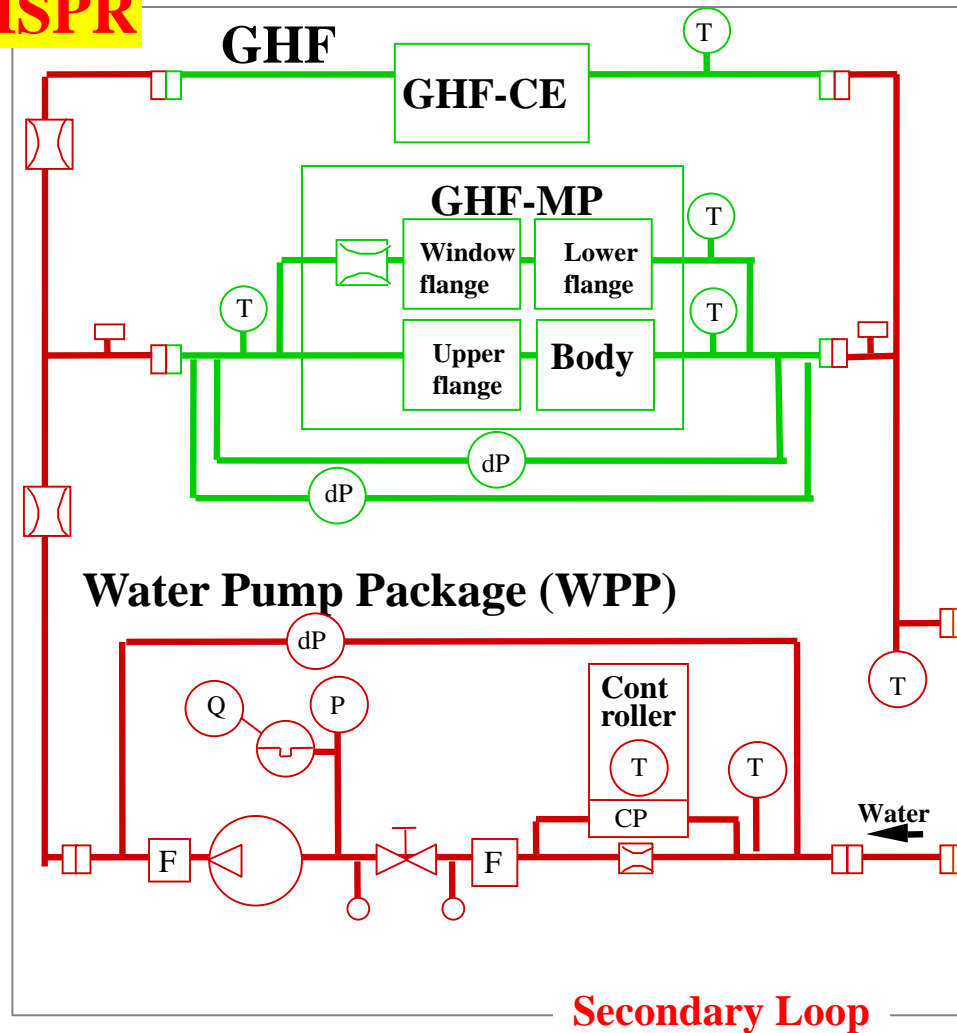 ISPR
GHF
T
GHF-CE
GHF-MP
T
Window
flange
Lower
flange
T
T
Upper
flange
Body
dP
dP
Water Pump Package (WPP)
dP
T
Q
P
Cont
roller
T
T
CP
Water
F
F
Secondary Loop